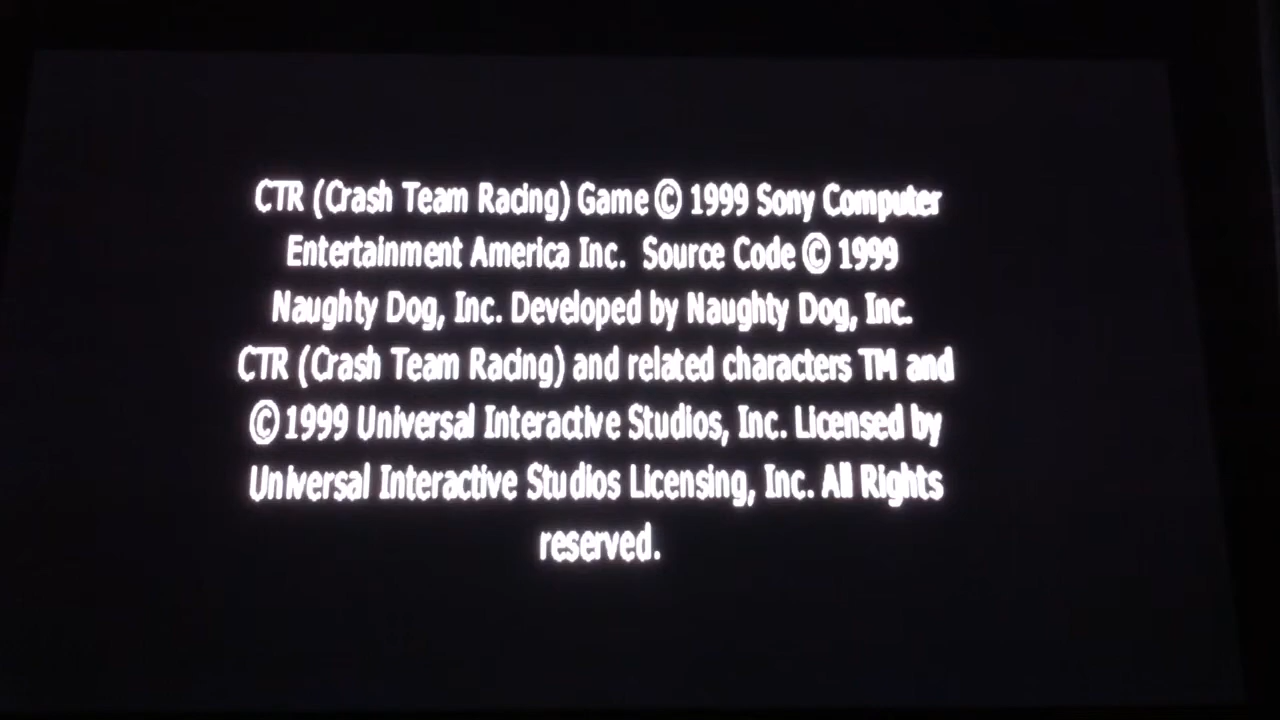 CTR (Crash Team Racing) Game © 1999 Sony Computer
Entertainment America Inc.  Source Code © 1999
Naughty Dog, Inc. Developed by Naughty Dog, Inc.
CTR (Crash Team Racing) and related characters TM and
© 1999 Universal Interactive Studios, Inc. Licensed by
Universal Interactive Studios Licensing, Inc. All Rights
reserved.